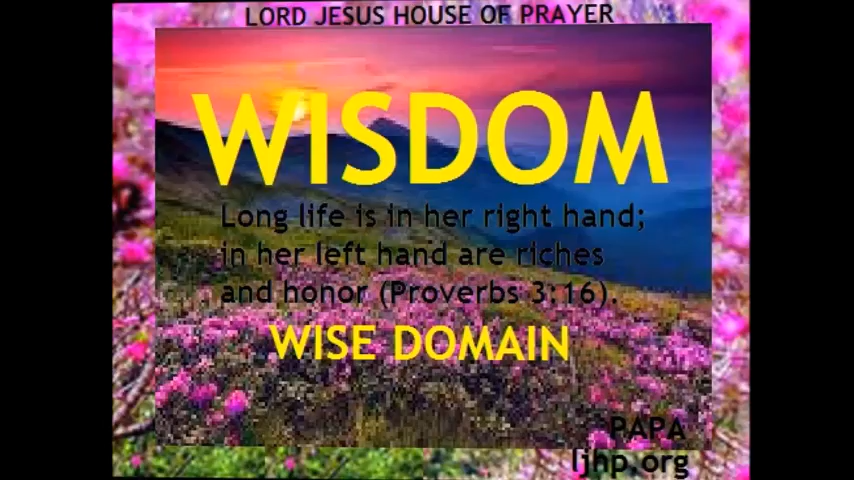 LORD JESUS HOUSE OF PRAYER
WISDOM
Long life is in her right hand;
in her left hand are riches
and honor (Proverbs 3:16).
WISE DOMAIN
PAPA
ljhp.org